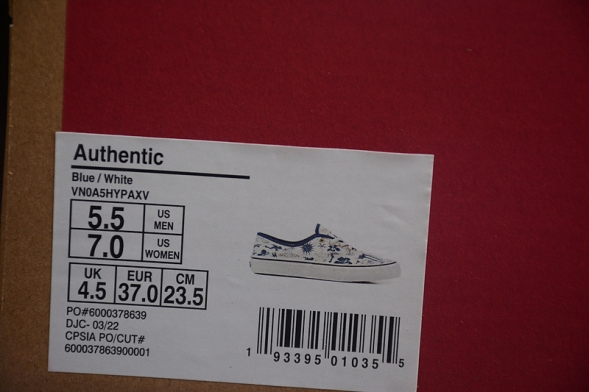 Authentic
Blue / White
VN0A5HYPAXV
5.5 US MEN
7.0 US WOMEN
UK EUR CM
4.5 37.0 23.5
PO#6000378639
DJC- 03/22
CPSIA PO/CUT#
600037863900001
1 93395 01035 5